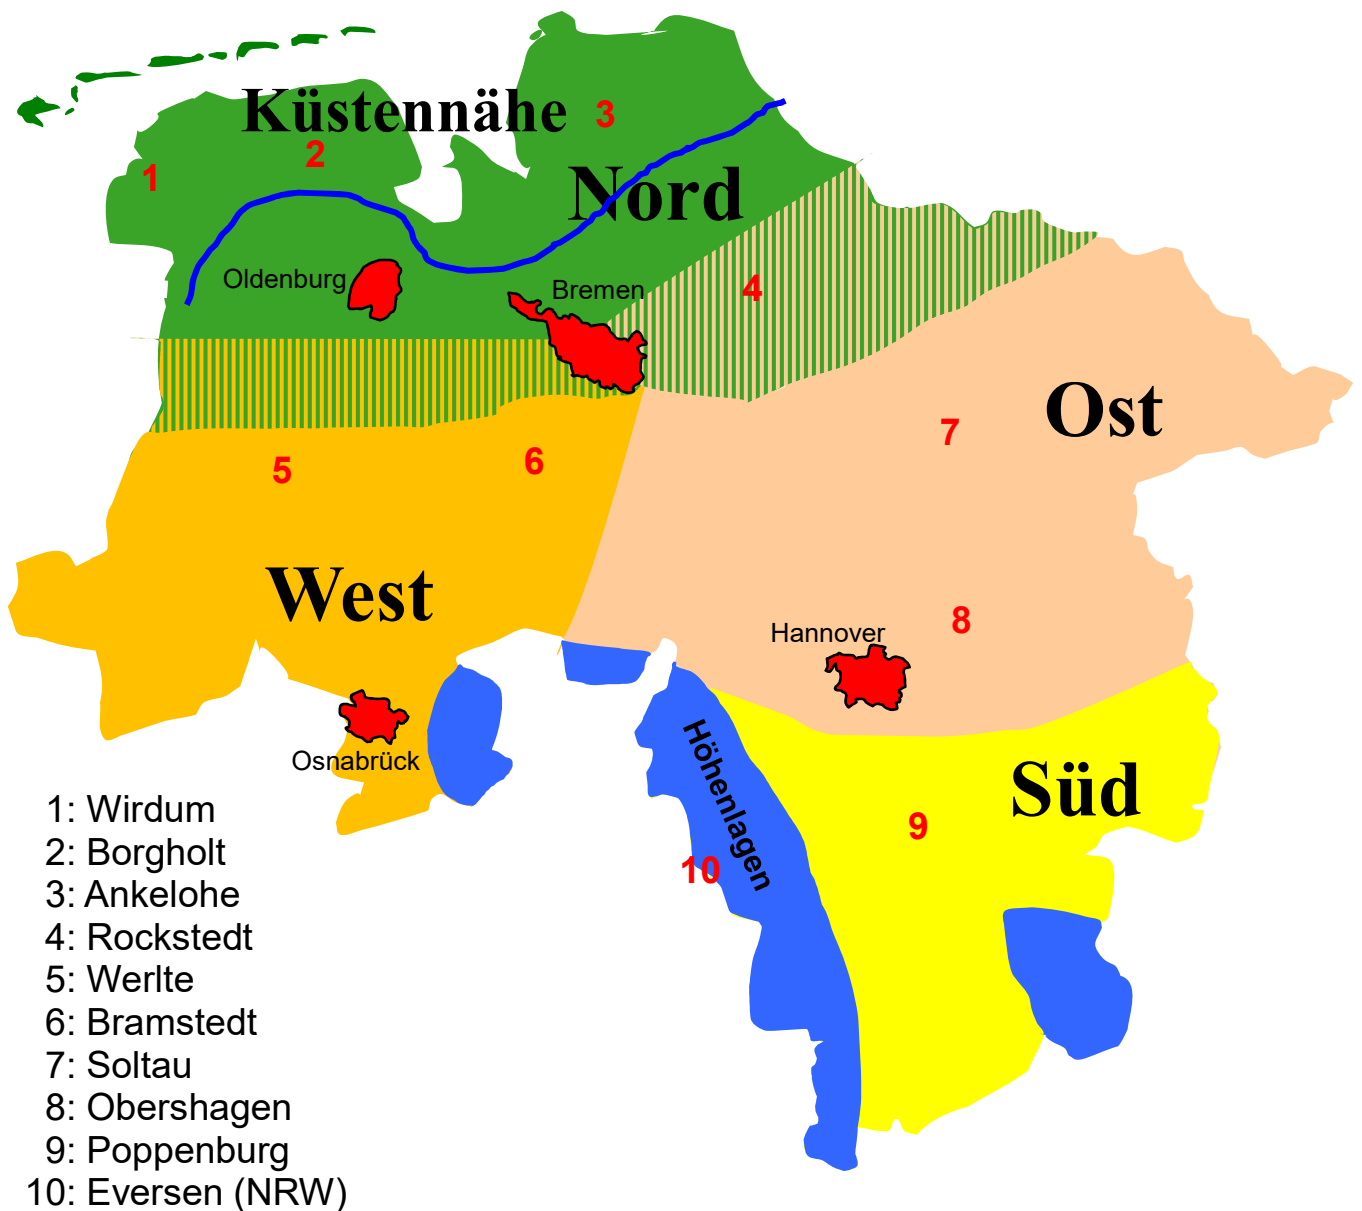 Küstennähe
3
2
1
Nord
Oldenburg
Bremen
4
Ost
7
6
5
West
8
Hannover
Osnabrück
Höhenlagen
Süd
9
10
1: Wirdum
2: Borgholt
3: Ankelohe
4: Rockstedt
5: Werlte
6: Bramstedt
7: Soltau
8: Obershagen
9: Poppenburg
10: Eversen (NRW)